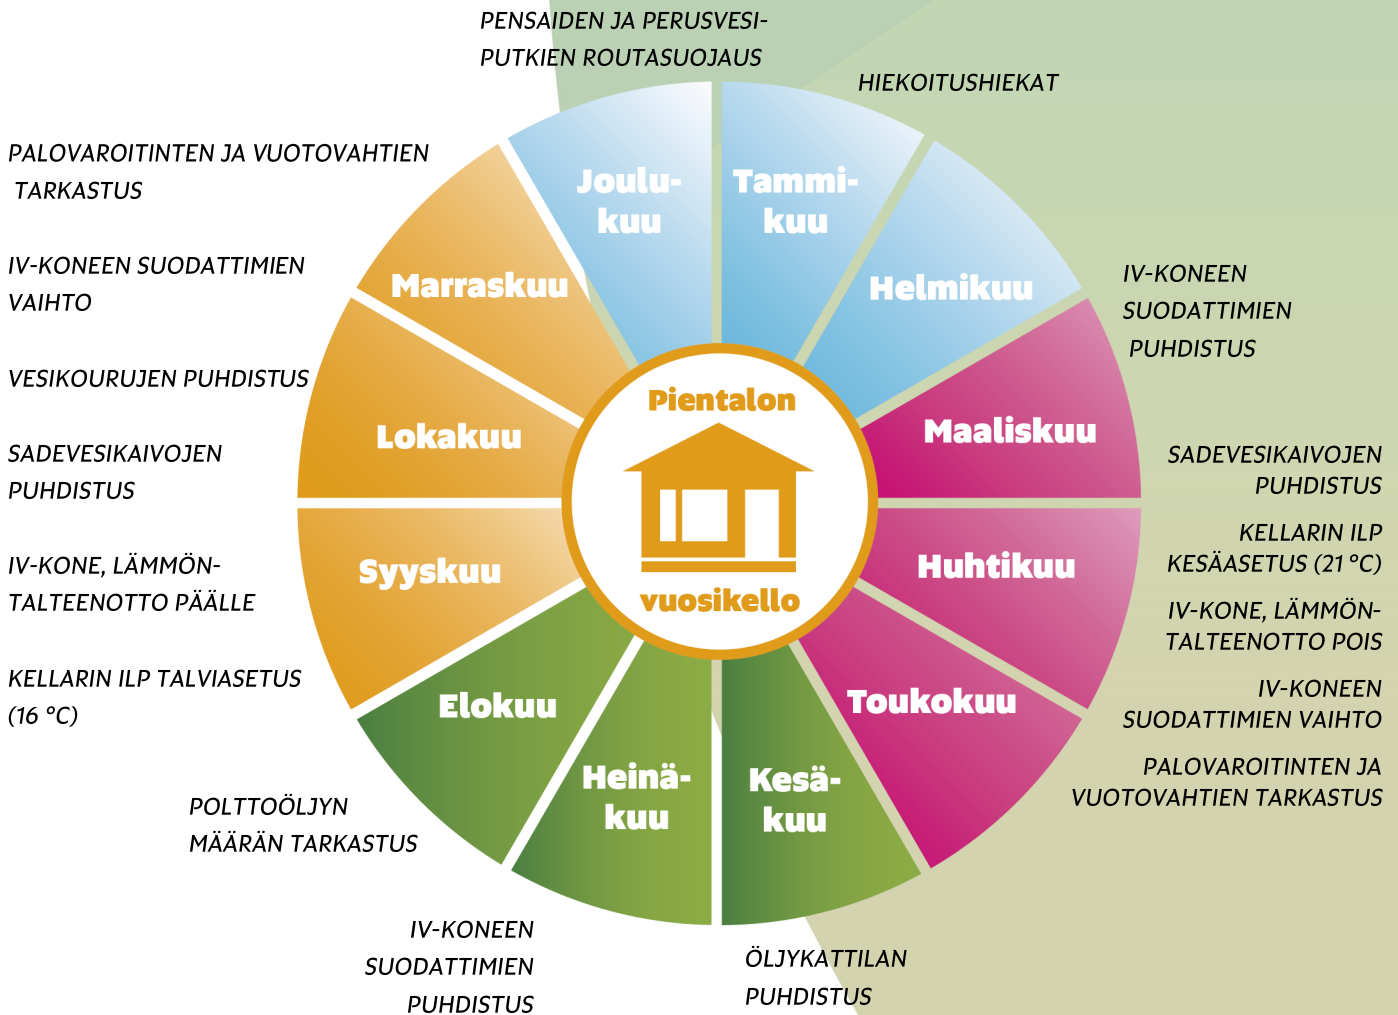 PENSAIDEN JA PERUSVESI-
PUTKIEN ROUTASUOJAUS
HIEKOITUSHIEKAT
PALOVAROITINTEN JA VUOTOVAHTIEN
TARKASTUS
IV-KONEEN SUODATTIMIEN
VAIHTO
VESIKOURUJEN PUHDISTUS
SADEVESIKAIVOJEN
PUHDISTUS
IV-KONE, LÄMMÖN-
TALTEENOTTO PÄÄLLE
KELLARIN ILP TALVIASETUS
(16 °C)
POLTTOÖLJYN
MÄÄRÄN TARKASTUS
IV-KONEEN
SUODATTIMIEN
PUHDISTUS
Joulu-
kuu
Tammi-
kuu
Helmikuu
Maaliskuu
Huhtikuu
Toukokuu
Kesä-
kuu
Heinä-
kuu
Elokuu
Syyskuu
Lokakuu
Marraskuu
Pientalon
vuosikello
IV-KONEEN
SUODATTIMIEN
PUHDISTUS
SADEVESIKAIVOJEN
PUHDISTUS
KELLARIN ILP
KESÄASETUS (21 °C)
IV-KONE, LÄMMÖN-
TALTEENOTTO POIS
IV-KONEEN
SUODATTIMIEN VAIHTO
PALOVAROITINTEN JA
VUOTOVAHTIEN TARKASTUS
ÖLJYKATTILAN
PUHDISTUS